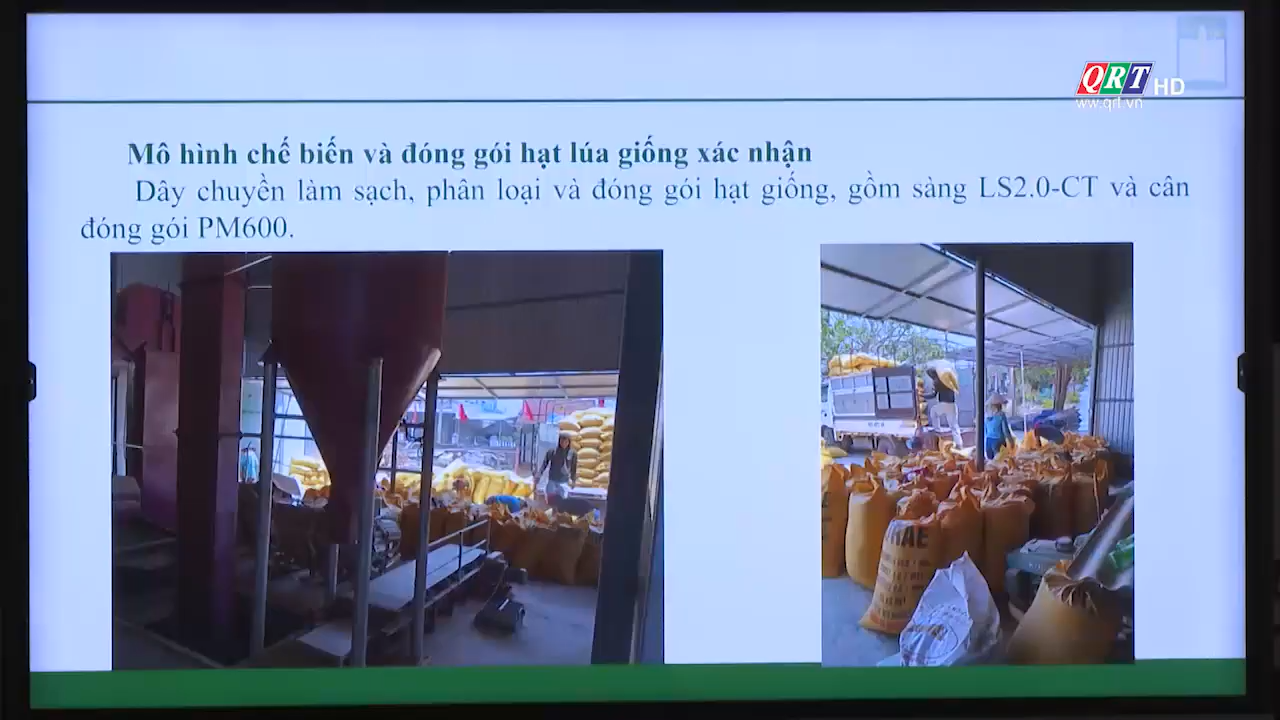 QRT HD
ww.qrt.vn
Mô hình chế biến và đóng gói hạt lúa giống xác nhận
Dây chuyền làm sạch, phân loại và đóng gói hạt giống, gồm sàng LS2.0-CT và cân
đóng gói PM600.